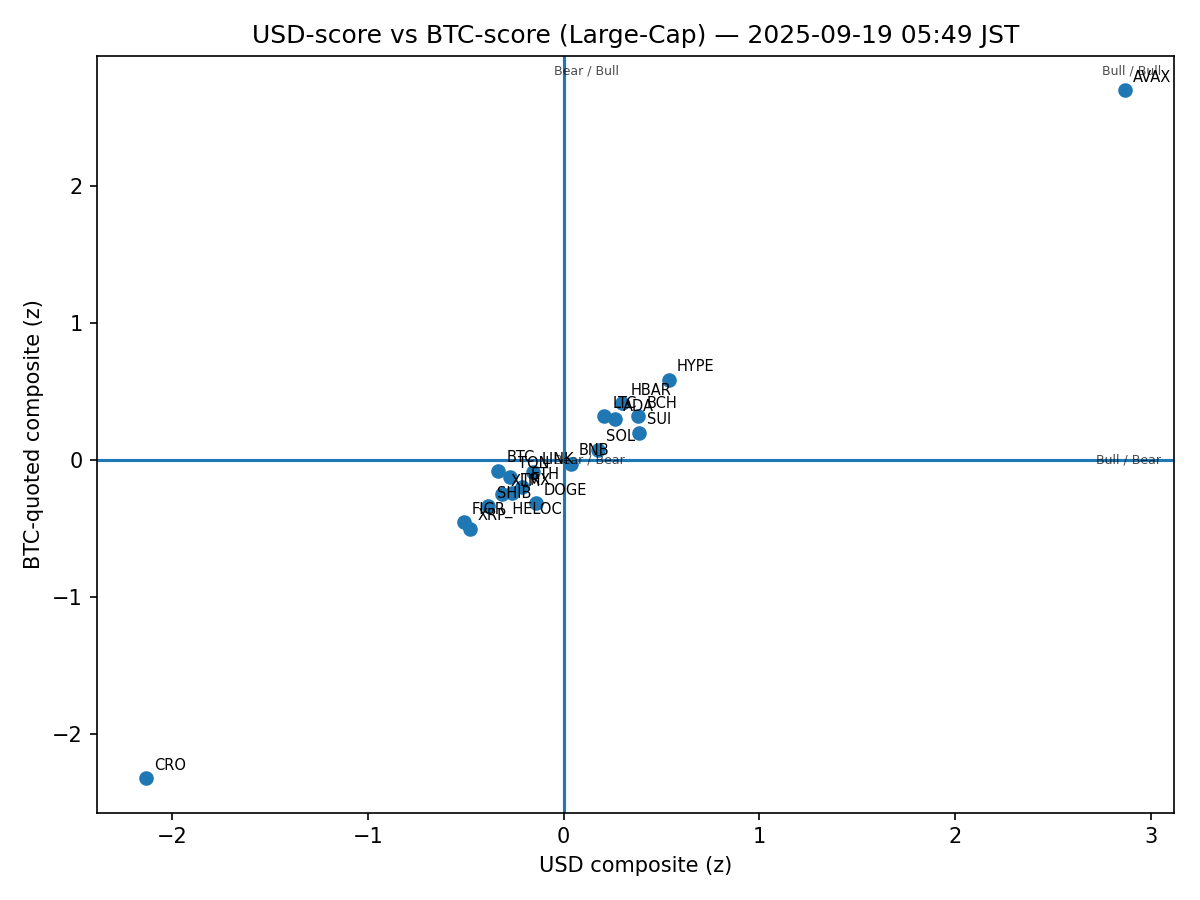 USD-score vs BTC-score (Large-Cap) — 2025-09-19 05:49 JST
Bear / Bull
Bull / Bull
AVAX
2
1
HYPE
HBAR
LTC
ADA
BCH
SUI
SOL
BNB
0
BTC
LINK
Bear / Bear
Bull / Bear
TON
ETH
XLM
TRX
SHIB
DOGE
FIGR_HELOC
XRP
−1
−2
CRO
−2
−1
0
1
2
3
USD composite (z)
BTC-quoted composite (z)